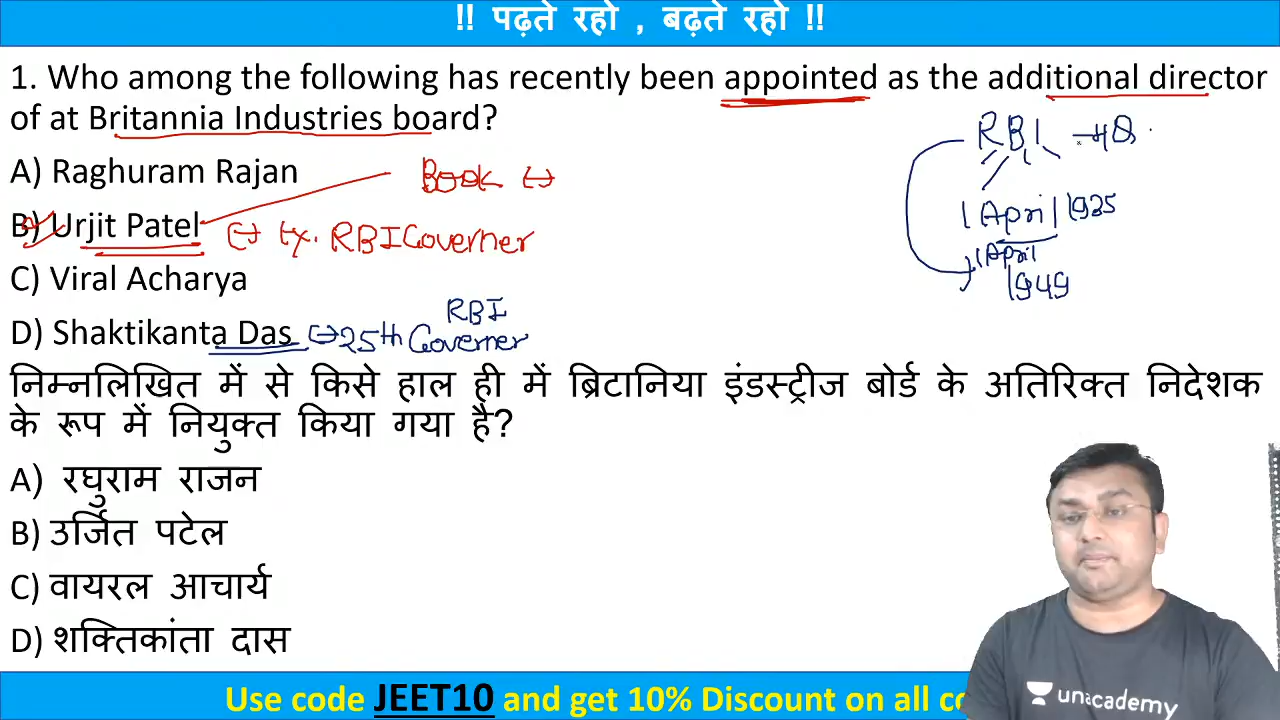 !! पढ़ते रहो , बढ़ते रहो !!
1. Who among the following has recently been appointed as the additional director
of at Britannia Industries board?
RBI → HQ.
A) Raghuram Rajan
Book ↔
B) Urjit Patel
Ex. RBI Governer
1 April 1935
1 April
1949
C) Viral Acharya
D) Shaktikanta Das
25th RBI Governer
निम्नलिखित में से किसे हाल ही में ब्रिटानिया इंडस्ट्रीज बोर्ड के अतिरिक्त निदेशक
के रूप में नियुक्त किया गया है?
A) रघुराम राजन
B) उर्जित पटेल
C) वायरल आचार्य
D) शक्तिकांता दास
unacademy
Use code JEET10 and get 10% Discount on all co